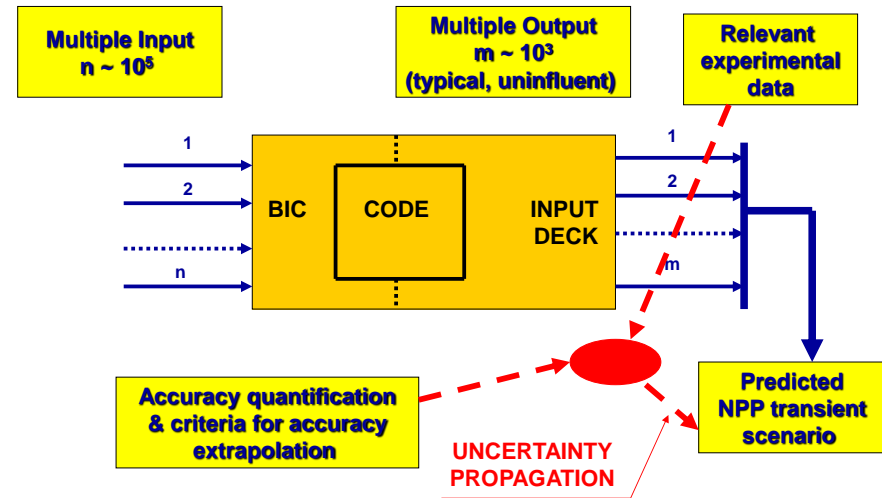 Multiple Input
n ~ 10⁵
Multiple Output
m ~ 10³
(typical, uninfluent)
Relevant
experimental
data
1
2
n
BIC
CODE
INPUT
DECK
1
2
m
Accuracy quantification
& criteria for accuracy
extrapolation
UNCERTAINTY
PROPAGATION
Predicted
NPP transient
scenario